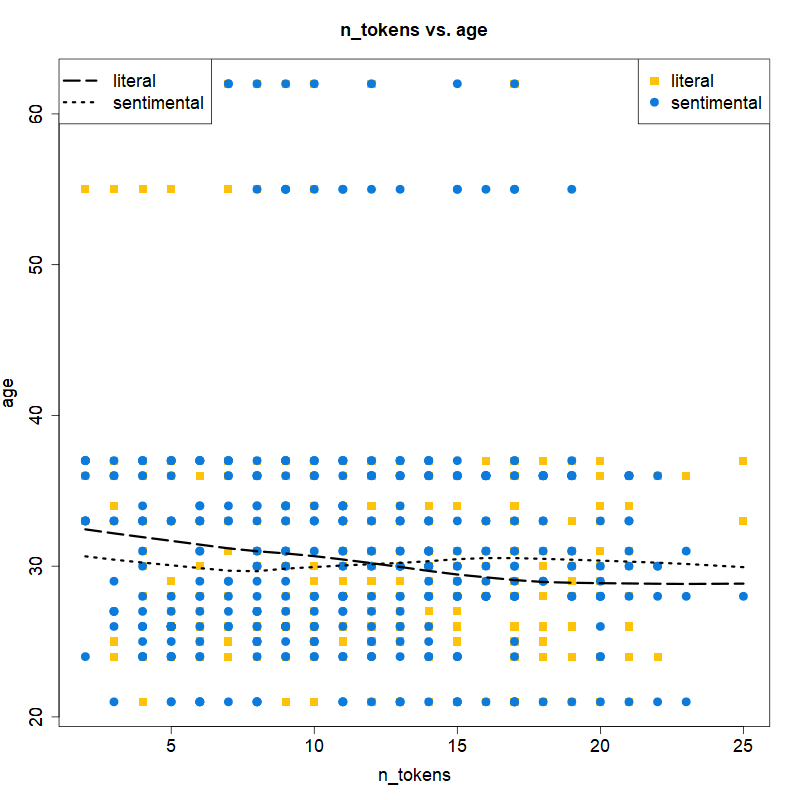 n_tokens vs. age
literal
sentimental
literal
sentimental
60
50
40
30
20
age
5
10
15
20
25
n_tokens